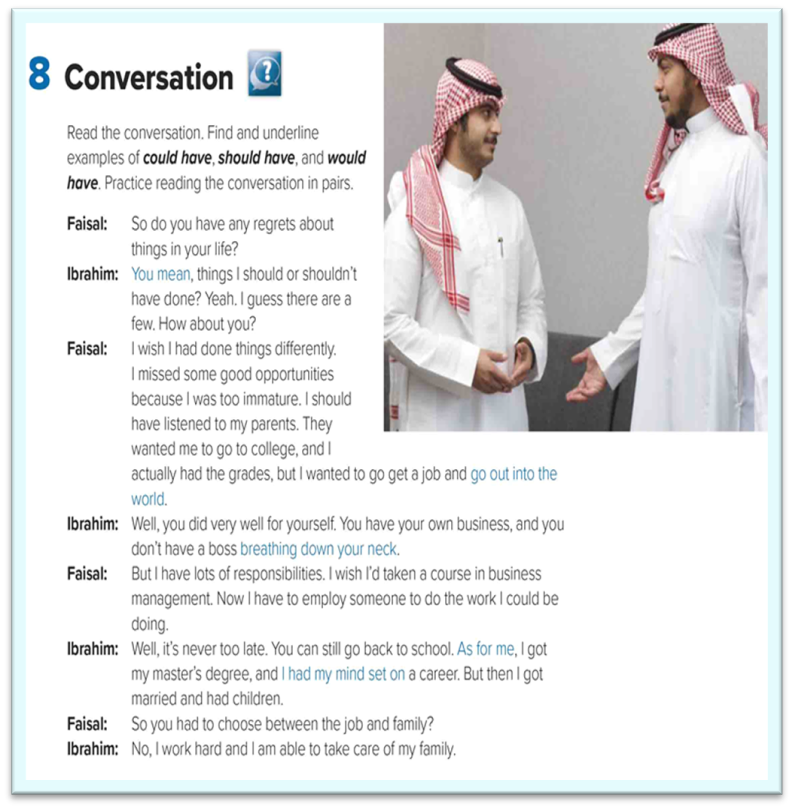 8 Conversation
Read the conversation. Find and underline
examples of could have, should have, and would
have. Practice reading the conversation in pairs.
Faisal: So do you have any regrets about
things in your life?
Ibrahim: You mean, things I should or shouldn't
have done? Yeah. I guess there are a
few. How about you?
Faisal: I wish I had done things differently.
I missed some good opportunities
because I was too immature. I should
have listened to my parents. They
wanted me to go to college, and I
actually had the grades, but I wanted to go get a job and go out into the
world.
Ibrahim: Well, you did very well for yourself. You have your own business, and you
don't have a boss breathing down your neck.
Faisal: But I have lots of responsibilities. I wish I'd taken a course in business
management. Now I have to employ someone to do the work I could be
doing.
Ibrahim: Well, it's never too late. You can still go back to school. As for me, I got
my master's degree, and I had my mind set on a career. But then I got
married and had children.
Faisal: So you had to choose between the job and family?
Ibrahim: No, I work hard and I am able to take care of my family.